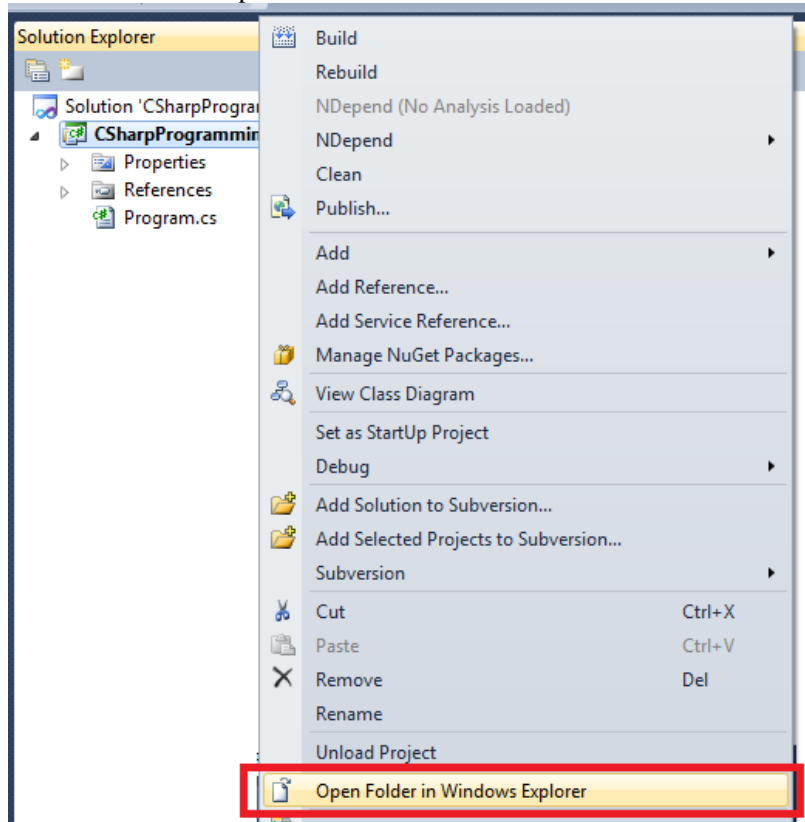 Solution Explorer
Solution 'CSharpProgra
CSharpProgrammin
Properties
References
Program.cs
Build
Rebuild
NDepend (No Analysis Loaded)
NDepend
Clean
Publish...
Add
Add Reference...
Add Service Reference...
Manage NuGet Packages...
View Class Diagram
Set as StartUp Project
Debug
Add Solution to Subversion...
Add Selected Projects to Subversion...
Subversion
Cut Ctrl+X
Paste Ctrl+V
Remove Del
Rename
Unload Project
Open Folder in Windows Explorer